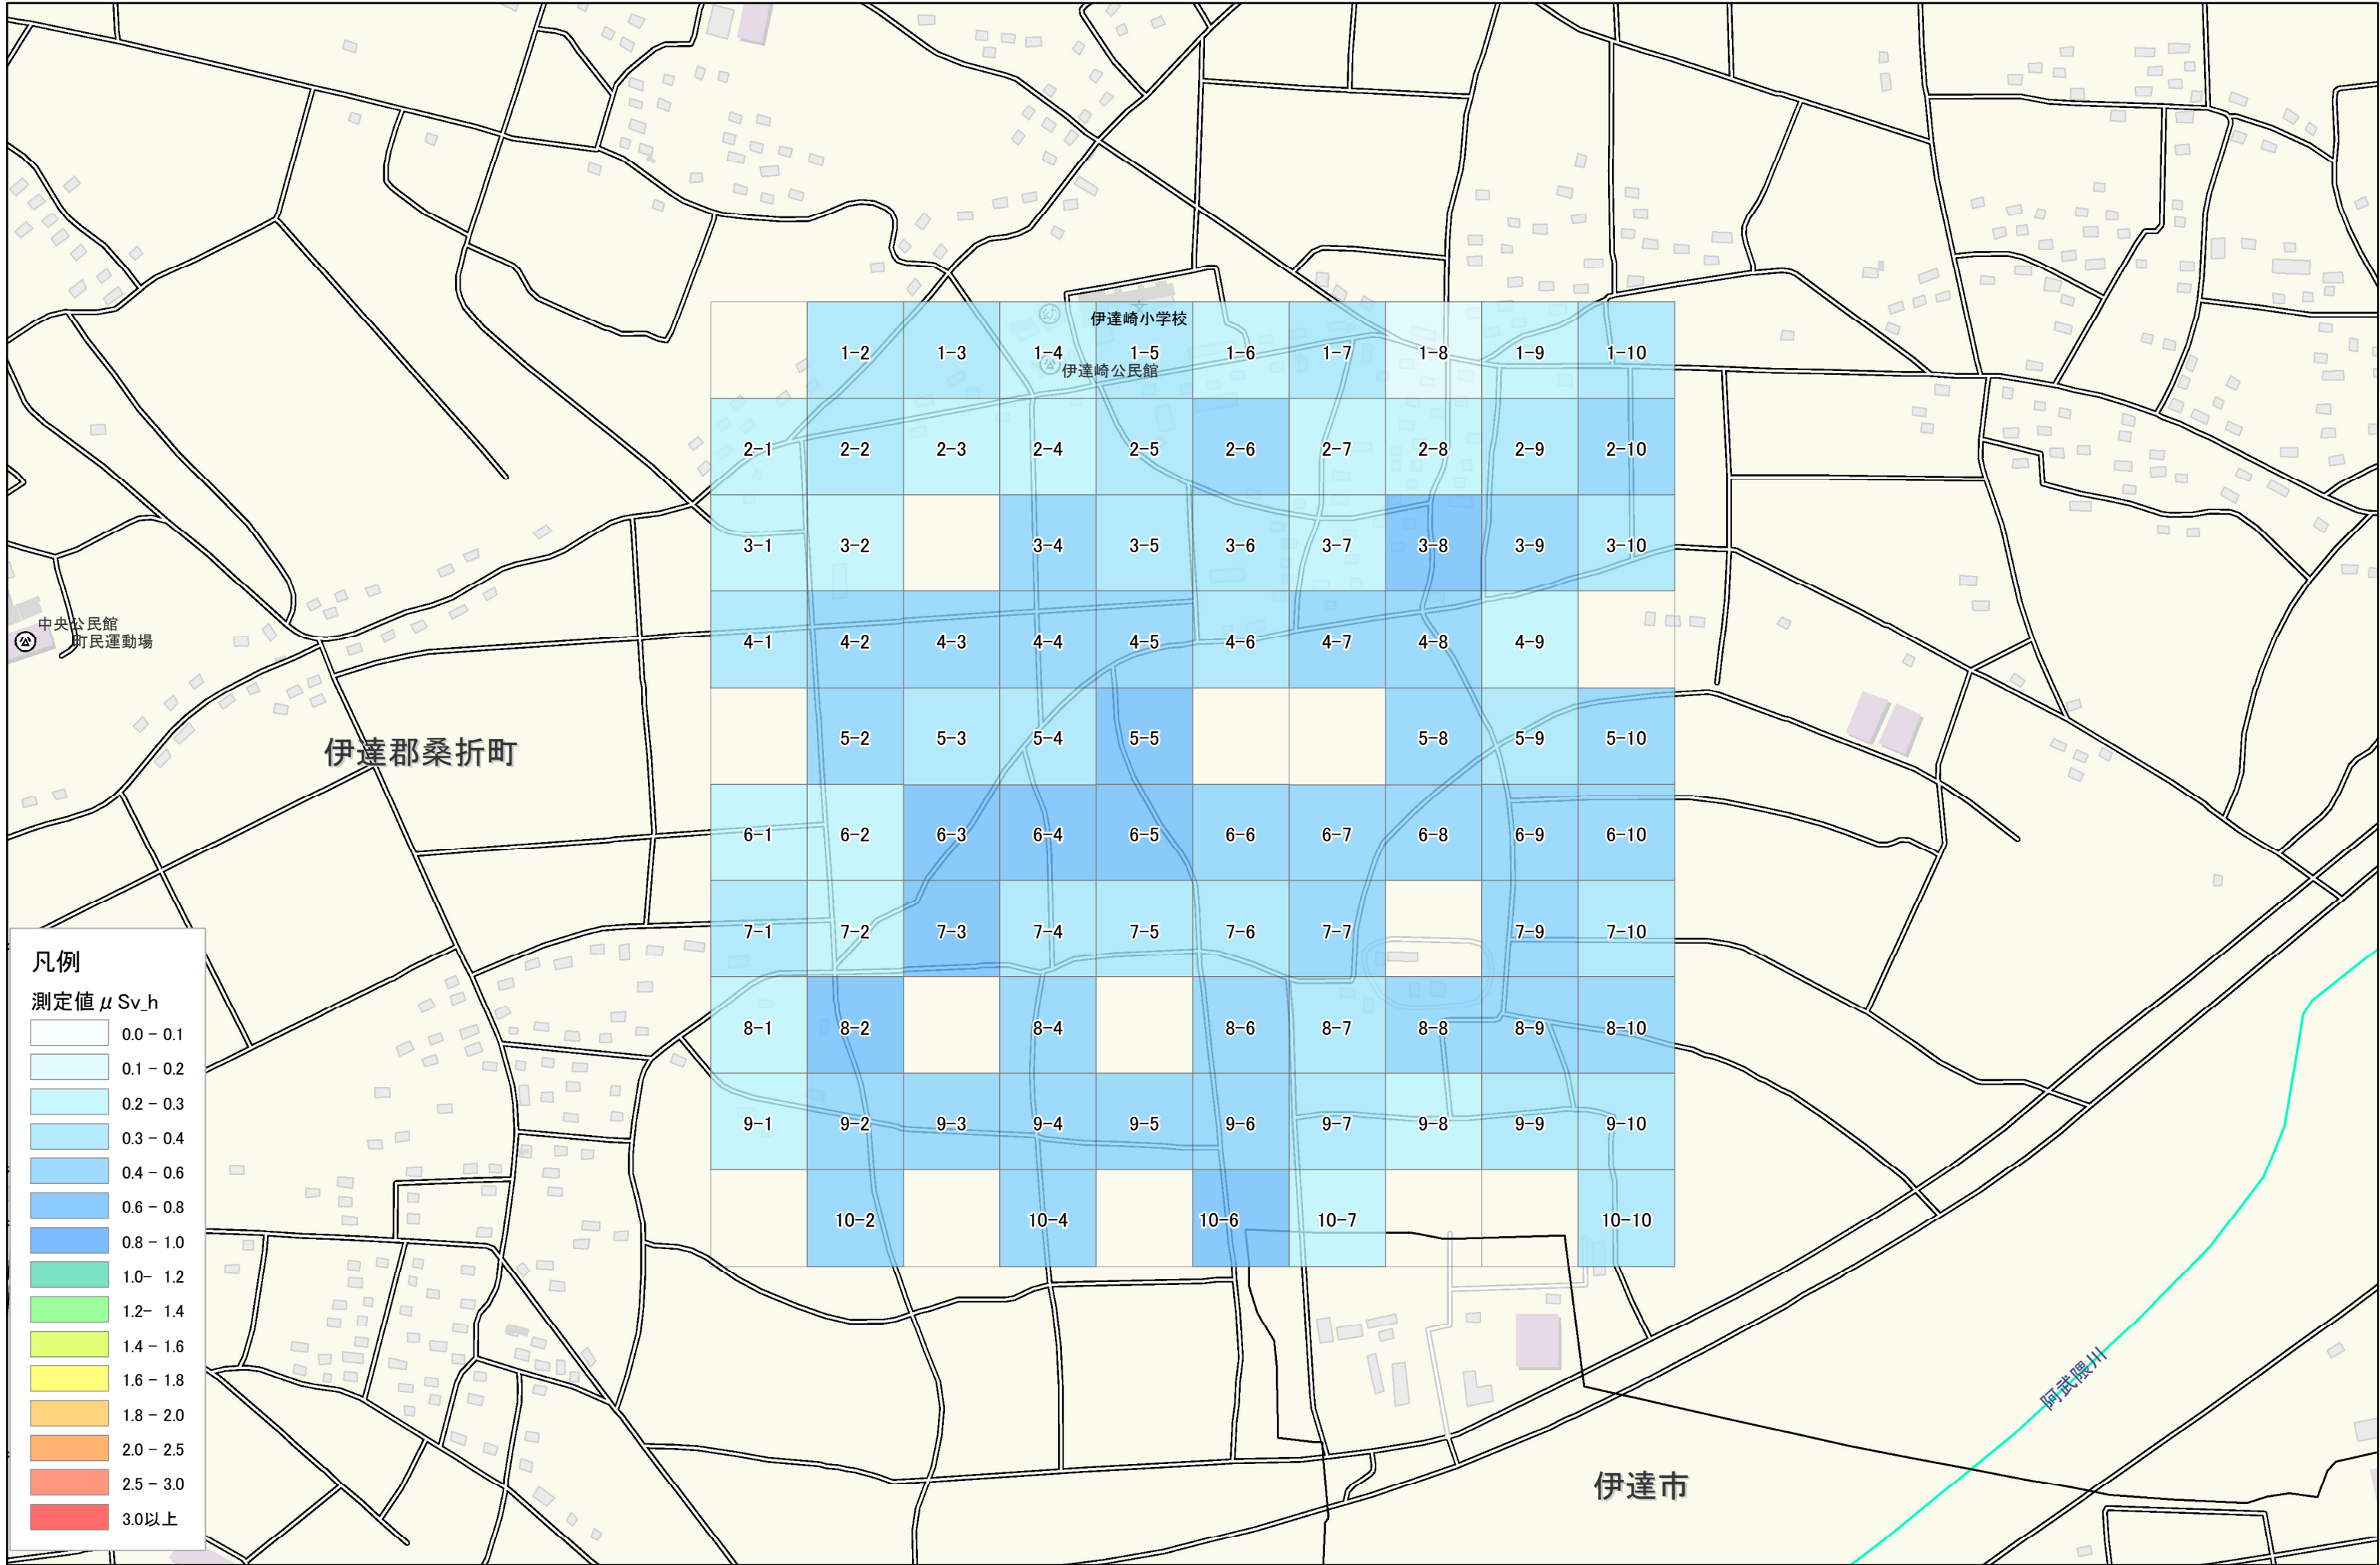 伊達崎小学校
幼
1-2 1-3 1-4 1-5 1-6 1-7 1-8 1-9 1-10
公 伊達崎公民館
2-1 2-2 2-3 2-4 2-5 2-6 2-7 2-8 2-9 2-10
3-1 3-2 3-4 3-5 3-6 3-7 3-8 3-9 3-10
中央公民館
公 町民運動場
4-1 4-2 4-3 4-4 4-5 4-6 4-7 4-8 4-9
伊達郡桑折町
5-2 5-3 5-4 5-5 5-8 5-9 5-10
6-1 6-2 6-3 6-4 6-5 6-6 6-7 6-8 6-9 6-10
7-1 7-2 7-3 7-4 7-5 7-6 7-7 7-9 7-10
8-1 8-2 8-4 8-6 8-7 8-8 8-9 8-10
9-1 9-2 9-3 9-4 9-5 9-6 9-7 9-8 9-9 9-10
10-2 10-4 10-6 10-7 10-10
凡例
測定値 μ Sv_h
0.0 - 0.1
0.1 - 0.2
0.2 - 0.3
0.3 - 0.4
0.4 - 0.6
0.6 - 0.8
0.8 - 1.0
1.0- 1.2
1.2- 1.4
1.4 - 1.6
1.6 - 1.8
1.8 - 2.0
2.0 - 2.5
2.5 - 3.0
3.0以上
阿武隈川
伊達市